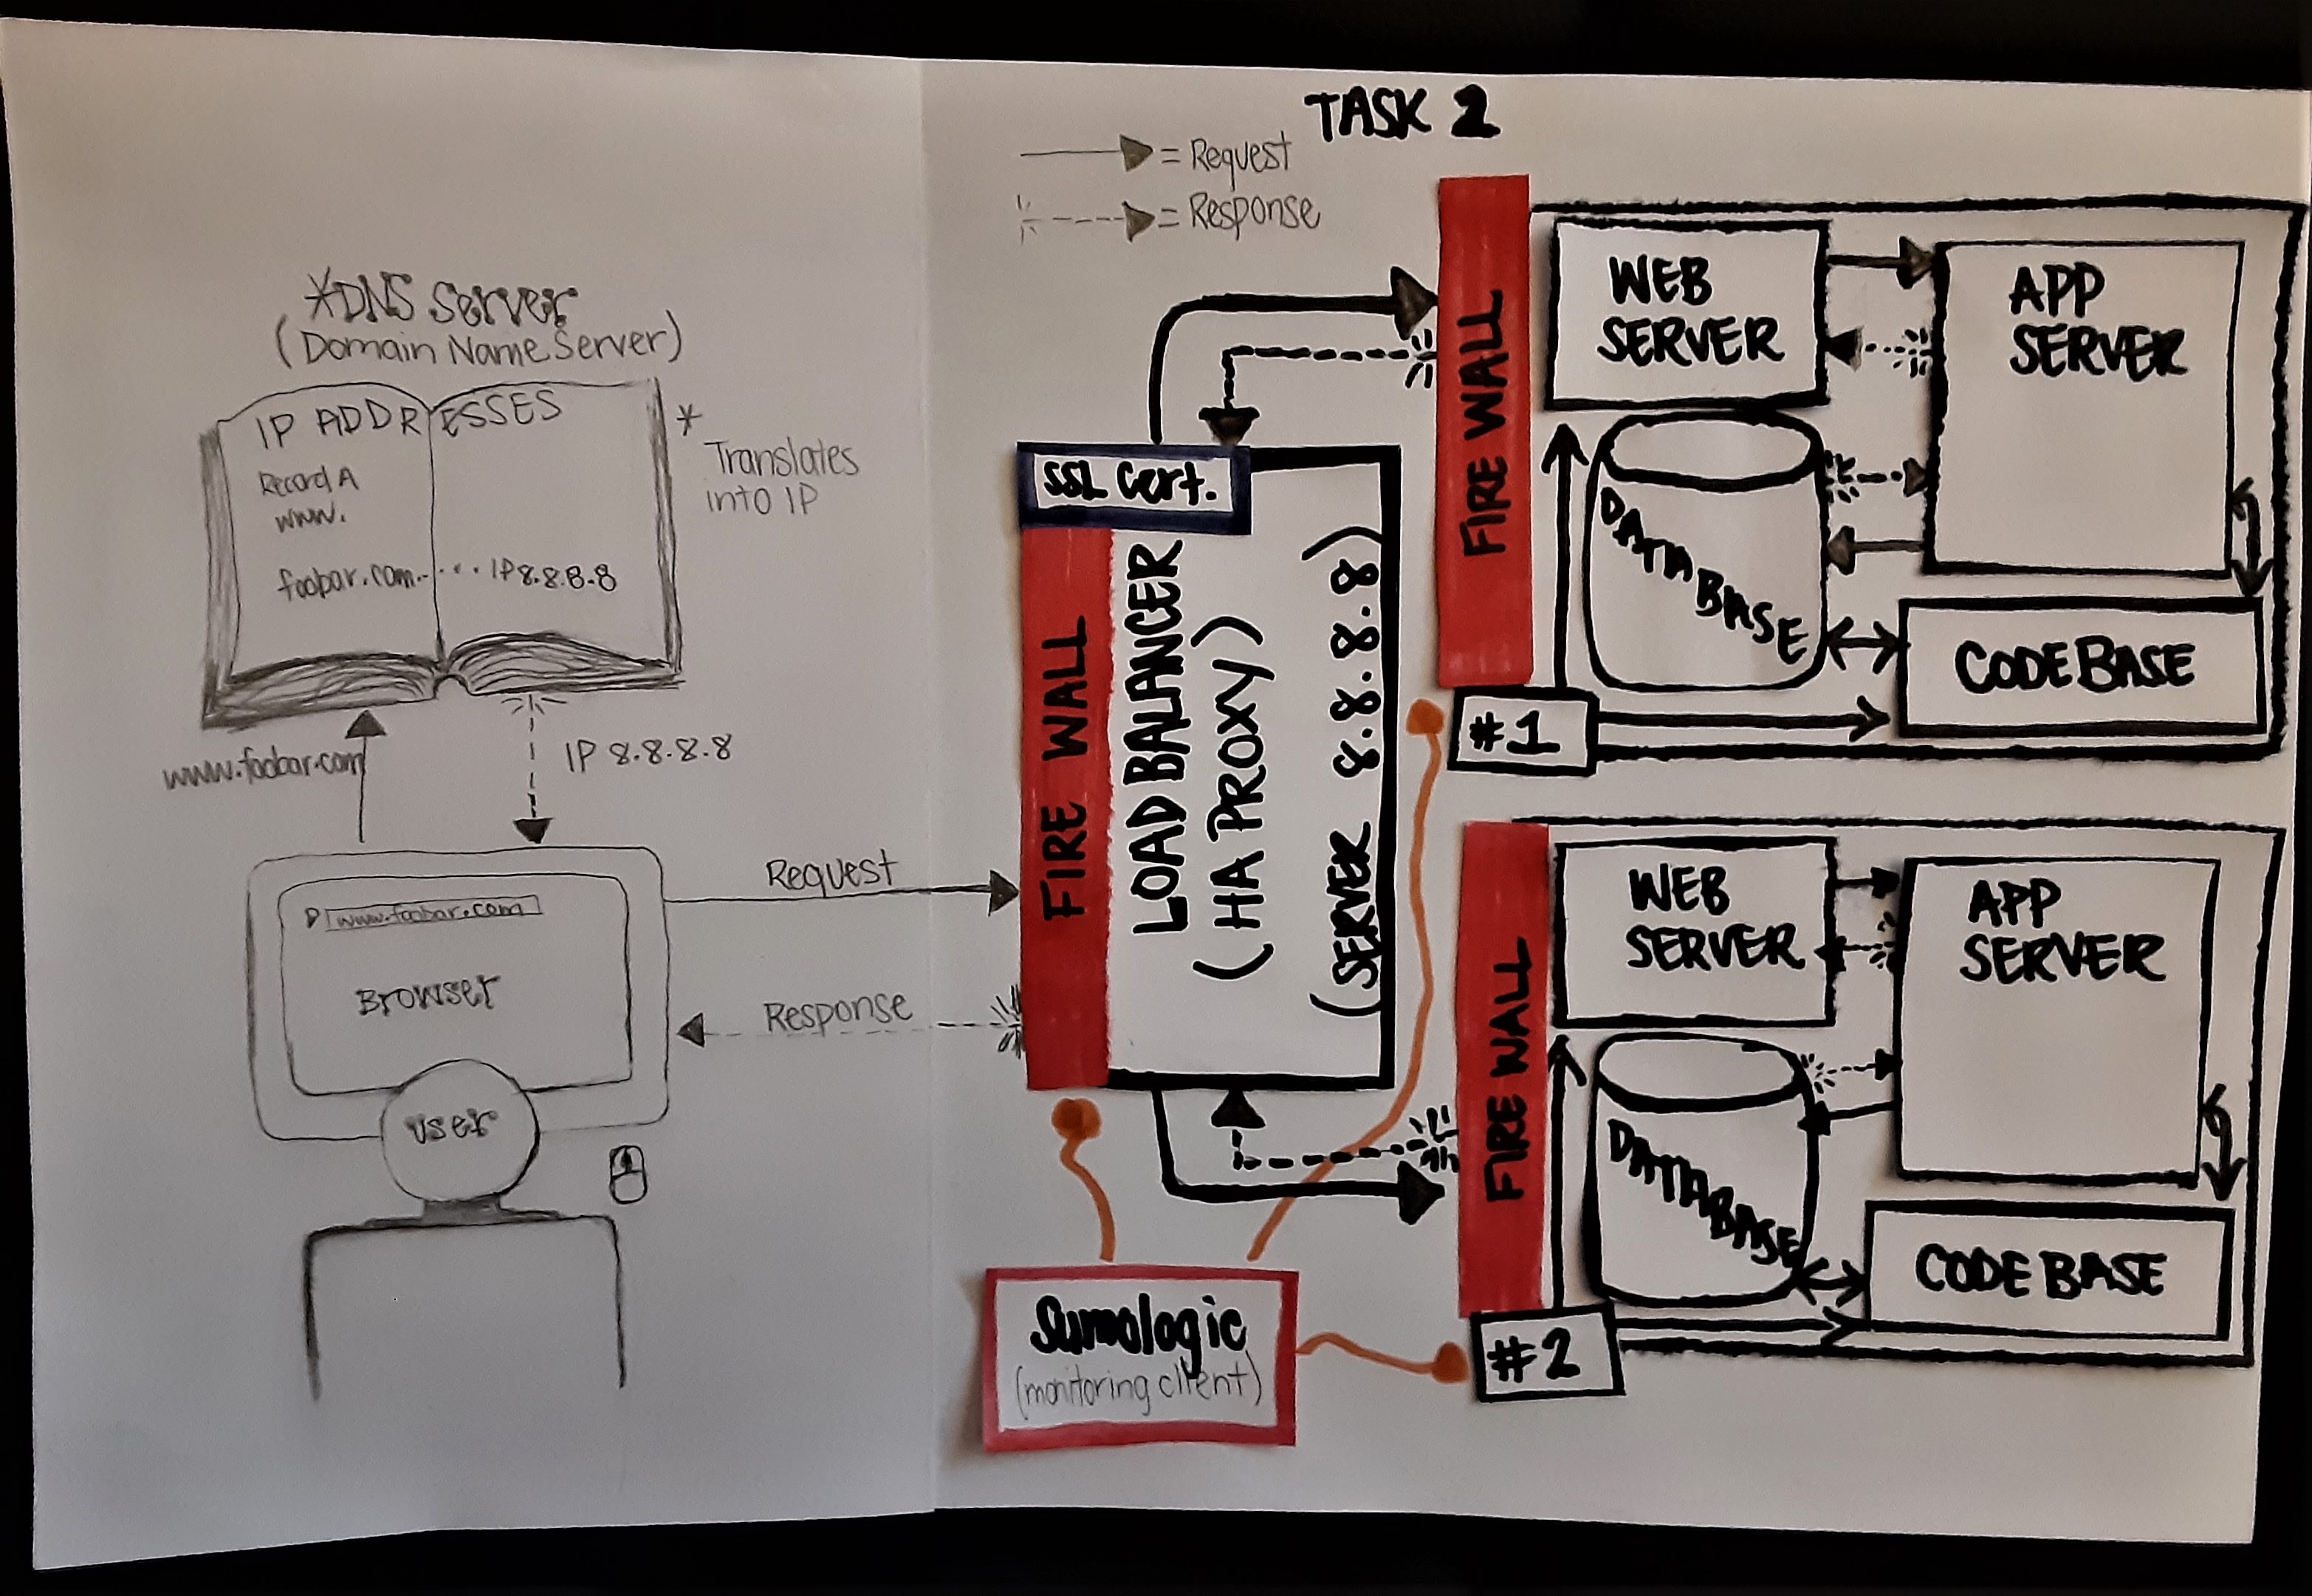 TASK 2
= Request
= Response
*DNS Server
(Domain Name Server)
IP ADDRESSES
Record A
www.
foobar.com..... IP 8.8.8.8
*
Translates
into IP
www.foobar.com
IP 8.8.8.8
www.foobar.com
Browser
User
Request
Response
SSL Cert.
FIRE WALL
LOAD BALANCER
(HA PROXY)
(SERVER 8.8.8.8)
FIRE WALL
WEB
SERVER
APP
SERVER
DATABASE
CODE BASE
#1
FIRE WALL
WEB
SERVER
APP
SERVER
DATABASE
CODE BASE
#2
Sumologic
(monitoring client)